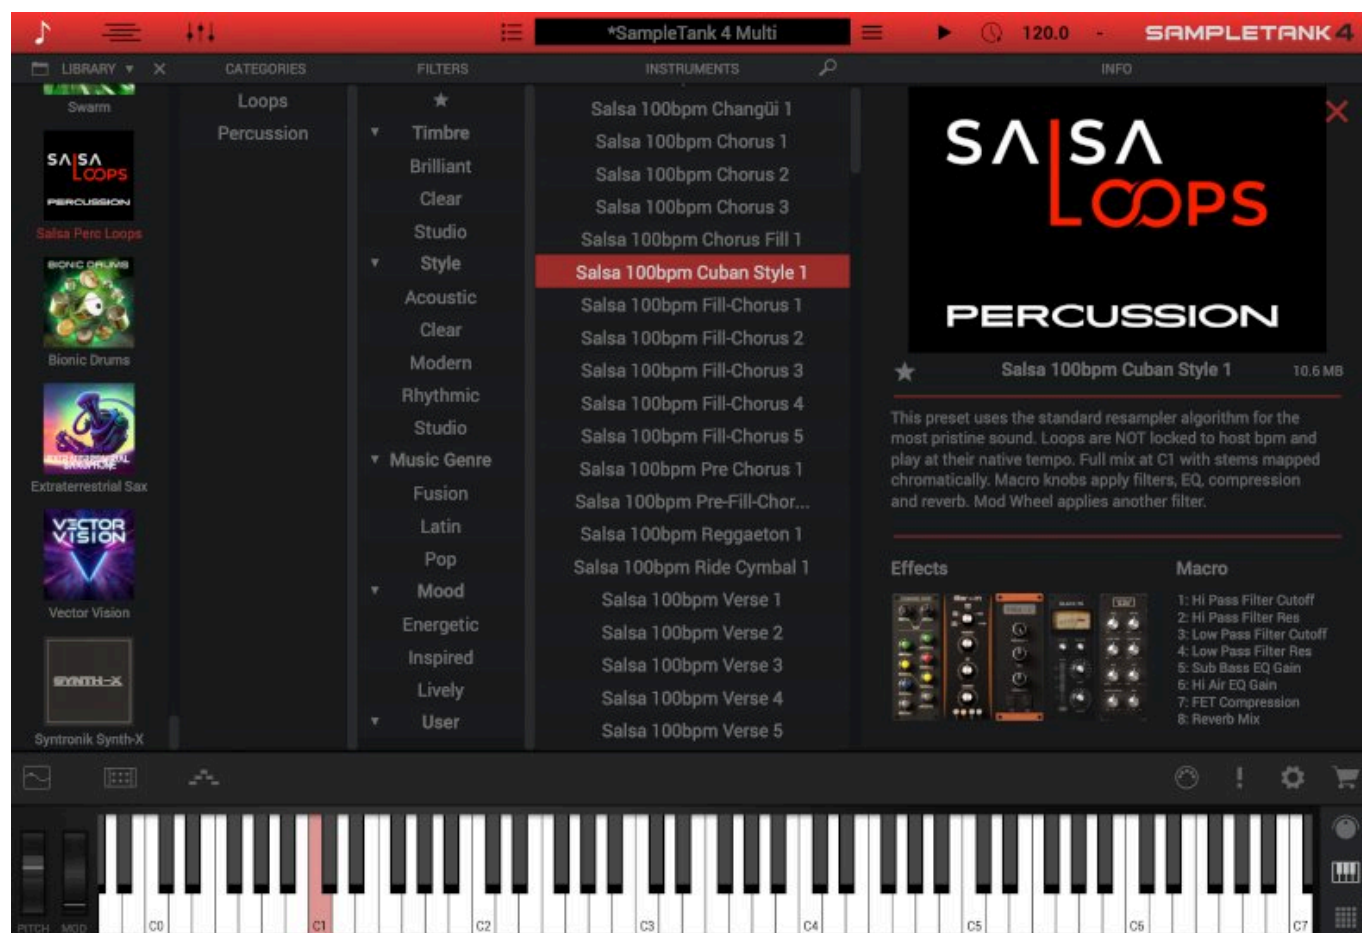 *SampleTank 4 Multi
120.0
-
SAMPLETANK 4
LIBRARY
CATEGORIES
FILTERS
INSTRUMENTS
INFO
Swarm
SALSA
LOOPS
PERCUSSION
Salsa Perc Loops
BIONIC DRUMS
Bionic Drums
Extraterrestrial Sax
VECTOR
VISION
Vector Vision
SYNTH-X
Syntronik Synth-X
Loops
Percussion
Timbre
Brilliant
Clear
Studio
Style
Acoustic
Clear
Modern
Rhythmic
Studio
Music Genre
Fusion
Latin
Pop
Mood
Energetic
Inspired
Lively
User
Salsa 100bpm Changüi 1
Salsa 100bpm Chorus 1
Salsa 100bpm Chorus 2
Salsa 100bpm Chorus 3
Salsa 100bpm Chorus Fill 1
Salsa 100bpm Cuban Style 1
Salsa 100bpm Fill-Chorus 1
Salsa 100bpm Fill-Chorus 2
Salsa 100bpm Fill-Chorus 3
Salsa 100bpm Fill-Chorus 4
Salsa 100bpm Fill-Chorus 5
Salsa 100bpm Pre Chorus 1
Salsa 100bpm Pre-Fill-Chor...
Salsa 100bpm Reggaeton 1
Salsa 100bpm Ride Cymbal 1
Salsa 100bpm Verse 1
Salsa 100bpm Verse 2
Salsa 100bpm Verse 3
Salsa 100bpm Verse 4
Salsa 100bpm Verse 5
SALSA
LOOPS
PERCUSSION
Salsa 100bpm Cuban Style 1
10.6 MB
This preset uses the standard resampler algorithm for the
most pristine sound. Loops are NOT locked to host bpm and
play at their native tempo. Full mix at C1 with stems mapped
chromatically. Macro knobs apply filters, EQ, compression
and reverb. Mod Wheel applies another filter.
Effects
Macro
1: Hi Pass Filter Cutoff
2: Hi Pass Filter Res
3: Low Pass Filter Cutoff
4: Low Pass Filter Res
5: Sub Bass EQ Gain
6: Hi Air EQ Gain
7: FET Compression
8: Reverb Mix
PITCH
MOD
C0
C1
C2
C3
C4
C5
C6
C7